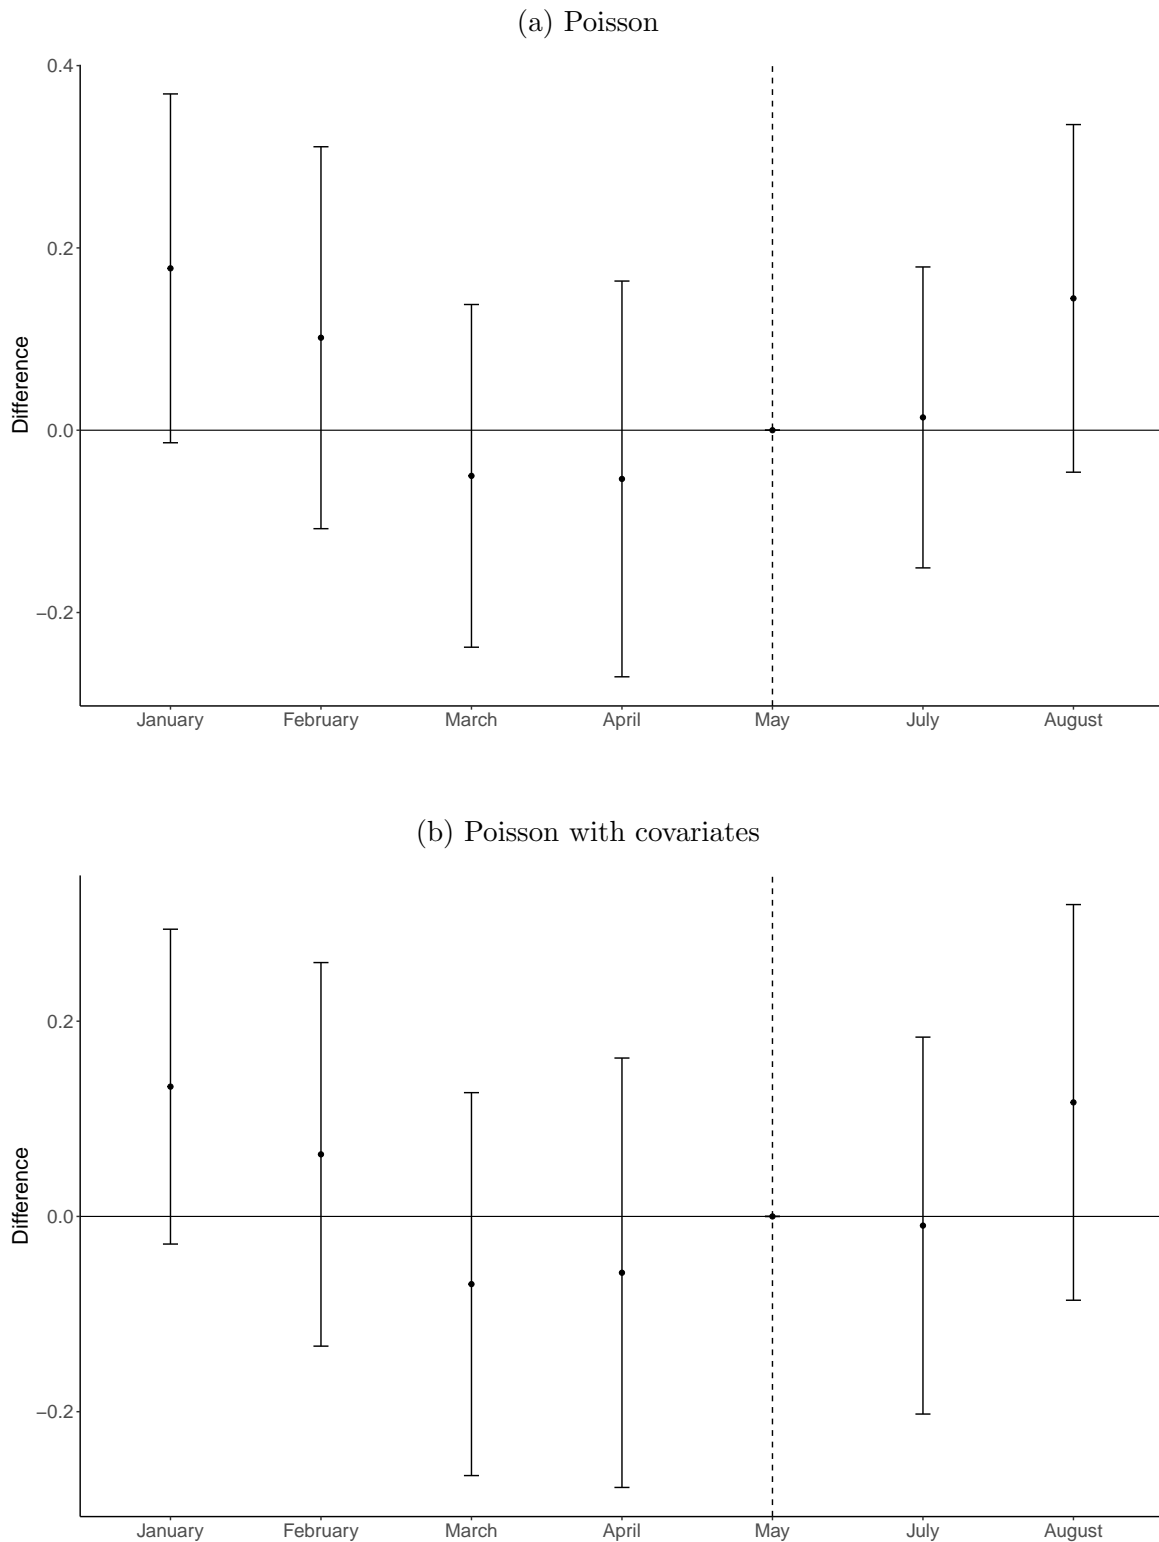 (a) Poisson
0.4
0.2
0.0
−0.2
Difference
January February March April May July August
(b) Poisson with covariates
0.2
0.0
−0.2
Difference
January February March April May July August